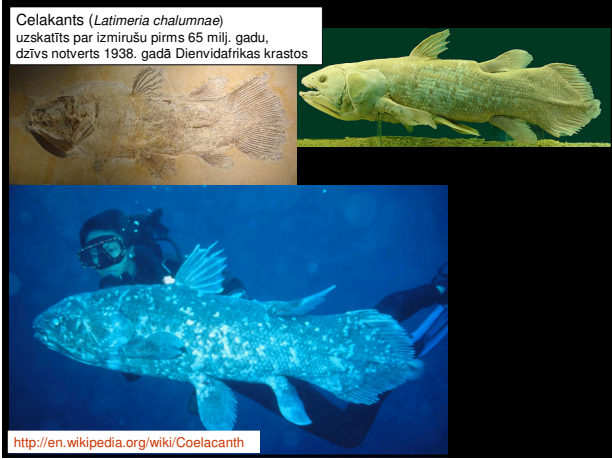 Celakants (Latimeria chalumnae)
uzskatīts par izmirušu pirms 65 milj. gadu,
dzīvs notverts 1938. gadā Dienvidafrikas krastos
http://en.wikipedia.org/wiki/Coelacanth